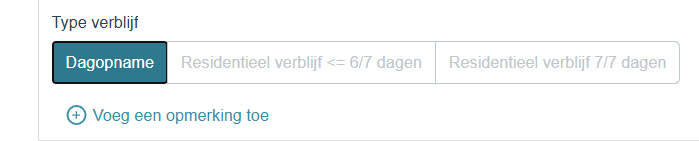 Type verblijf
Dagopname Residentieel verblijf <= 6/7 dagen Residentieel verblijf 7/7 dagen
Voeg een opmerking toe